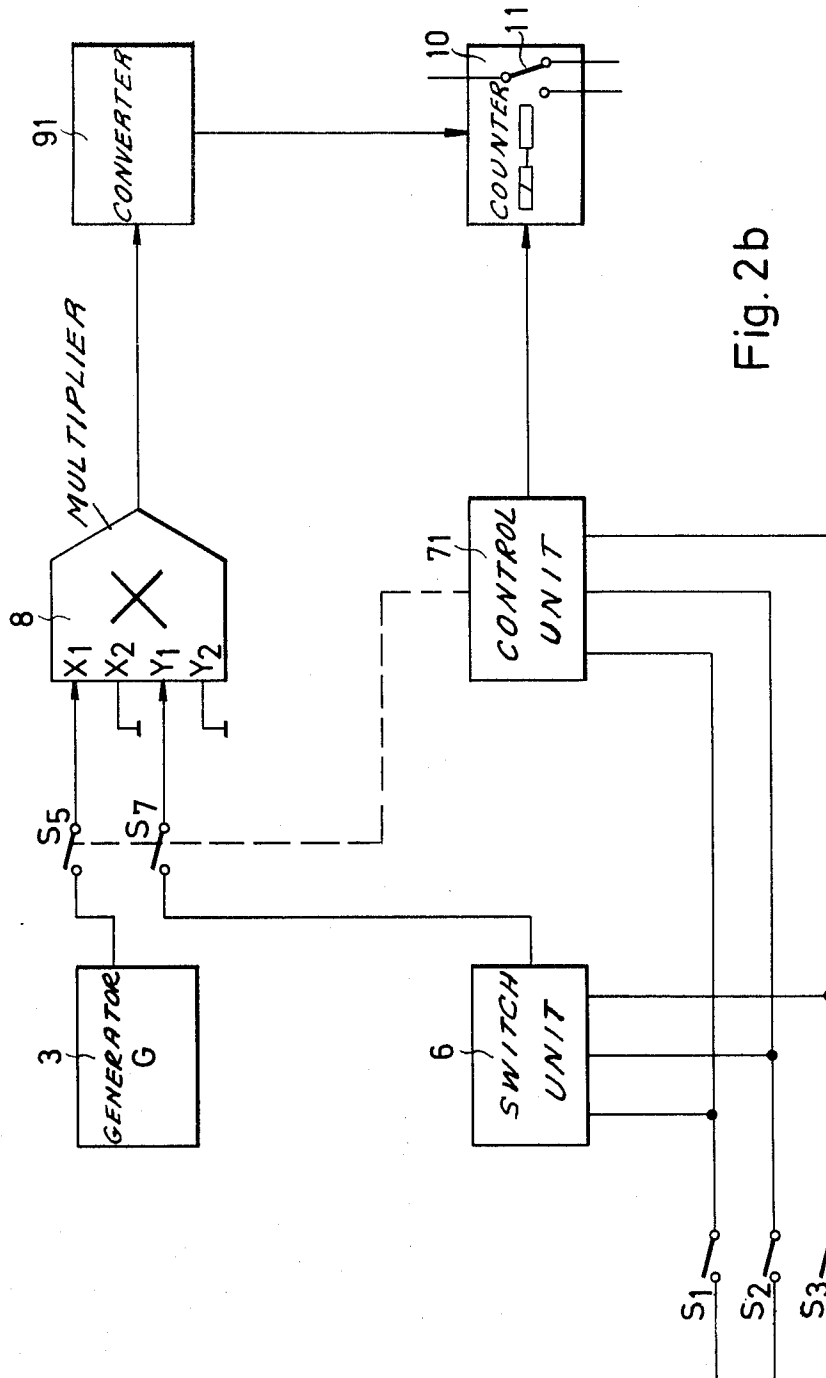 3
GENERATOR
G
S5
S7
8
X1
X2
Y1
Y2
MULTIPLIER
91
CONVERTER
S1
S2
S3
6
SWITCH
UNIT
71
CONTROL
UNIT
10
11
COUNTER
Fig. 2b